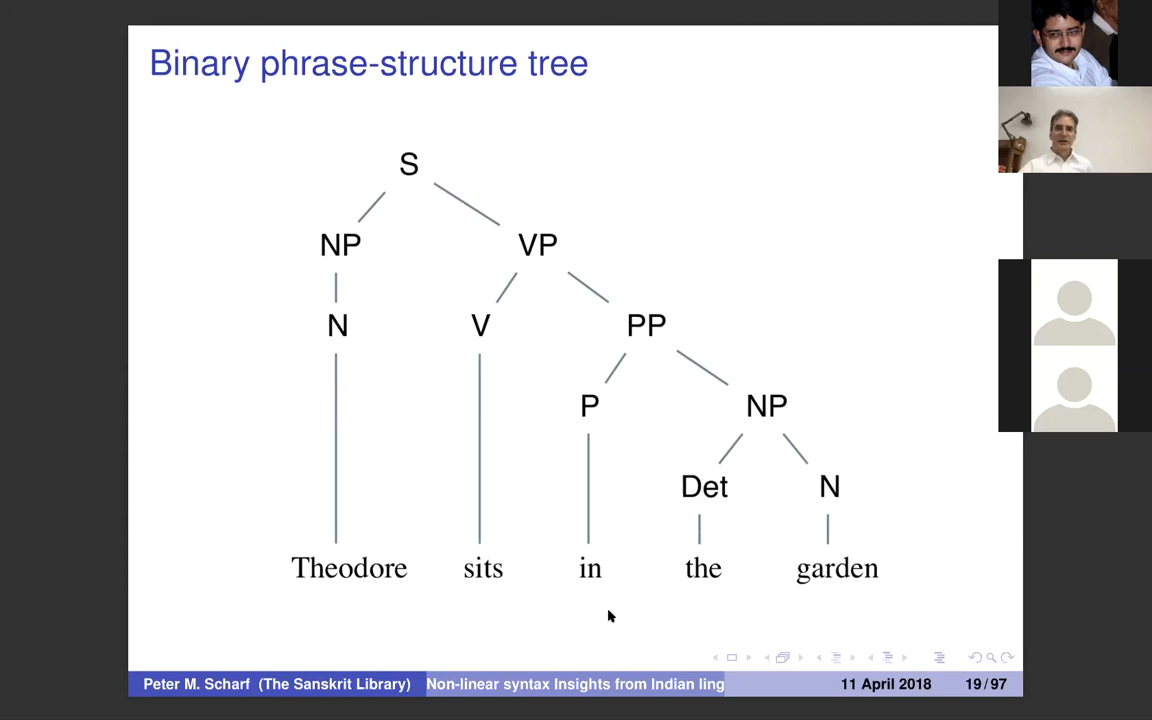 Binary phrase-structure tree
S
NP VP
N V PP
P NP
Det N
Theodore sits in the garden
Peter M. Scharf (The Sanskrit Library) Non-linear syntax Insights from Indian ling 11 April 2018 19/97